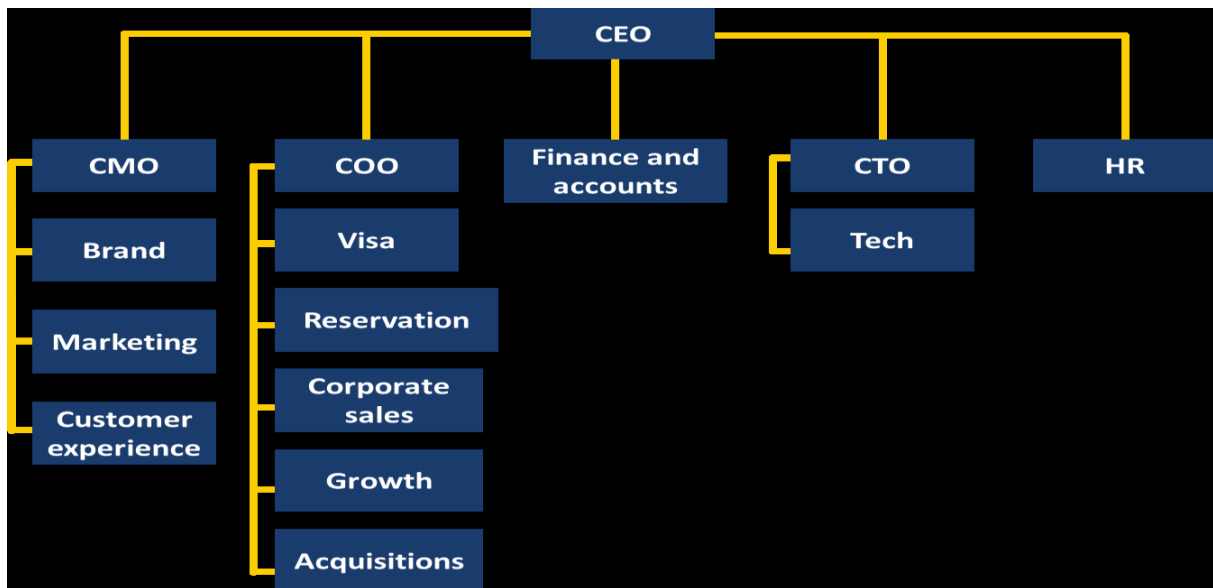 CEO
CMO
COO
Finance and
accounts
CTO
HR
Brand
Visa
Tech
Marketing
Reservation
Customer
experience
Corporate
sales
Growth
Acquisitions